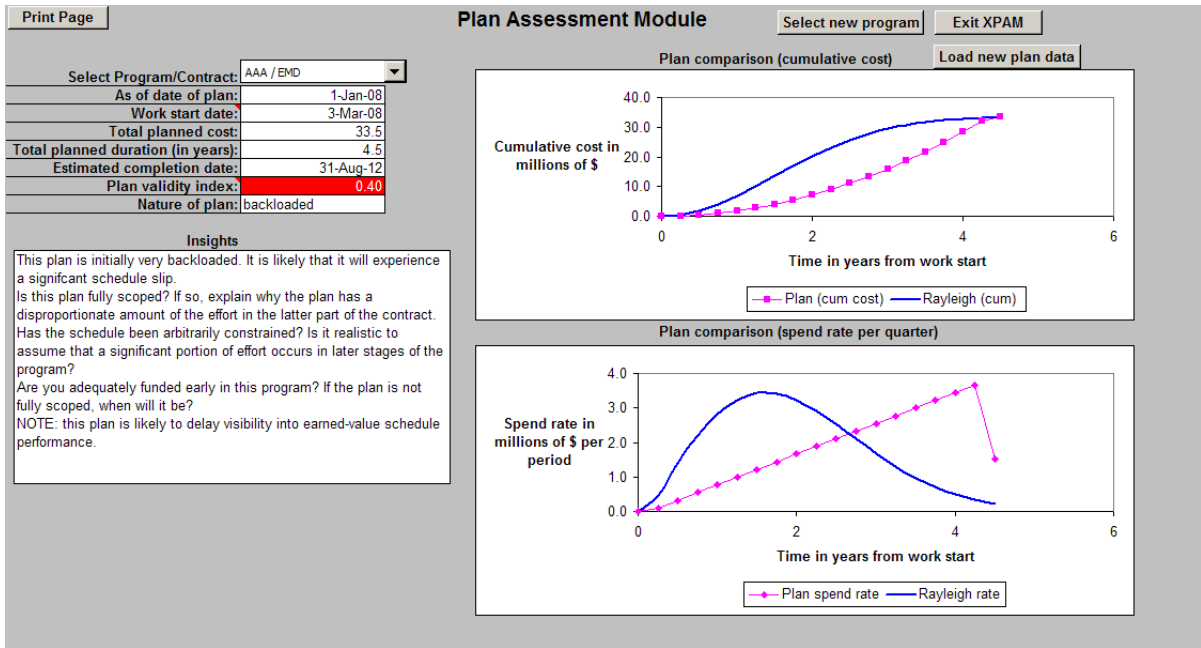 Print Page
Plan Assessment Module
Select new program
Exit XPAM
Load new plan data
Select Program/Contract: AAA / EMD
As of date of plan: 1-Jan-08
Work start date: 3-Mar-08
Total planned cost: 33.5
Total planned duration (in years): 4.5
Estimated completion date: 31-Aug-12
Plan validity index: 0.40
Nature of plan: backloaded
Insights
This plan is initially very backloaded. It is likely that it will experience
a signifcant schedule slip.
Is this plan fully scoped? If so, explain why the plan has a
disproportionate amount of the effort in the latter part of the contract.
Has the schedule been arbitrarily constrained? Is it realistic to
assume that a significant portion of effort occurs in later stages of the
program?
Are you adequately funded early in this program? If the plan is not
fully scoped, when will it be?
NOTE: this plan is likely to delay visibility into earned-value schedule
performance.
Plan comparison (cumulative cost)
Cumulative cost in
millions of $
40.0
30.0
20.0
10.0
0.0
0 2 4 6
Time in years from work start
Plan (cum cost) Rayleigh (cum)
Plan comparison (spend rate per quarter)
Spend rate in
millions of $ per
period
4.0
3.0
2.0
1.0
0.0
0 2 4 6
Time in years from work start
Plan spend rate Rayleigh rate